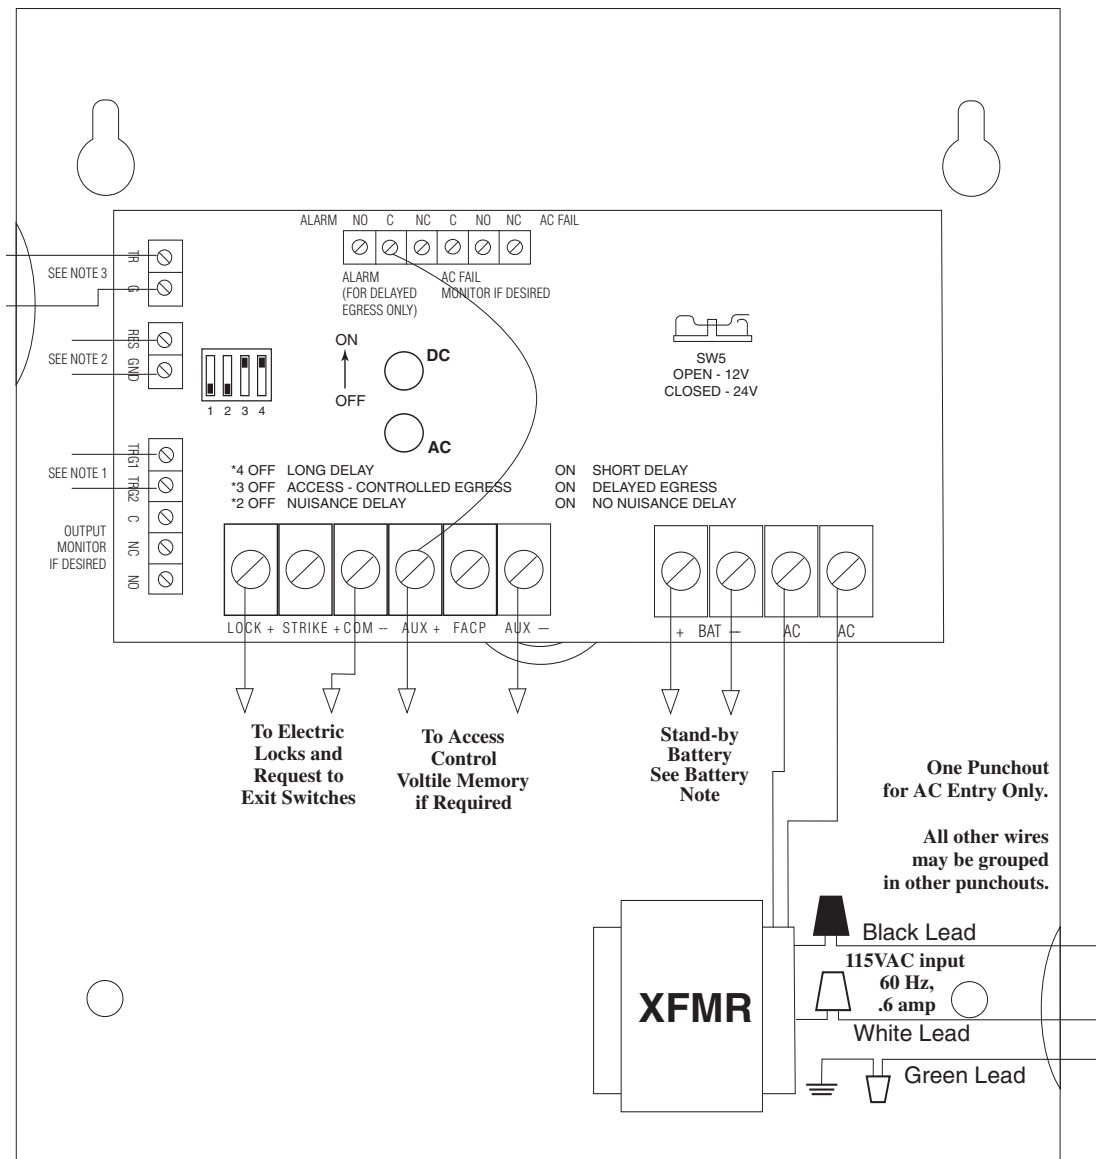 ALARM NO C NC C NO NC AC FAIL
ALARM
(FOR DELAYED
EGRESS ONLY)
AC FAIL
MONITOR IF DESIRED
TR
G
SEE NOTE 3
RES
GND
SEE NOTE 2
1 2 3 4
ON
OFF
DC
AC
SW5
OPEN - 12V
CLOSED - 24V
TRG1
TRG2
SEE NOTE 1
C
NC
NO
OUTPUT
MONITOR
IF DESIRED
*4 OFF LONG DELAY ON SHORT DELAY
*3 OFF ACCESS - CONTROLLED EGRESS ON DELAYED EGRESS
*2 OFF NUISANCE DELAY ON NO NUISANCE DELAY
LOCK + STRIKE + COM -- AUX + FACP AUX —
+ BAT — AC AC
To Electric
Locks and
Request to
Exit Switches
To Access
Control
Voltile Memory
if Required
Stand-by
Battery
See Battery
Note
One Punchout
for AC Entry Only.
All other wires
may be grouped
in other punchouts.
XFMR
Black Lead
115VAC input
60 Hz,
.6 amp
White Lead
Green Lead